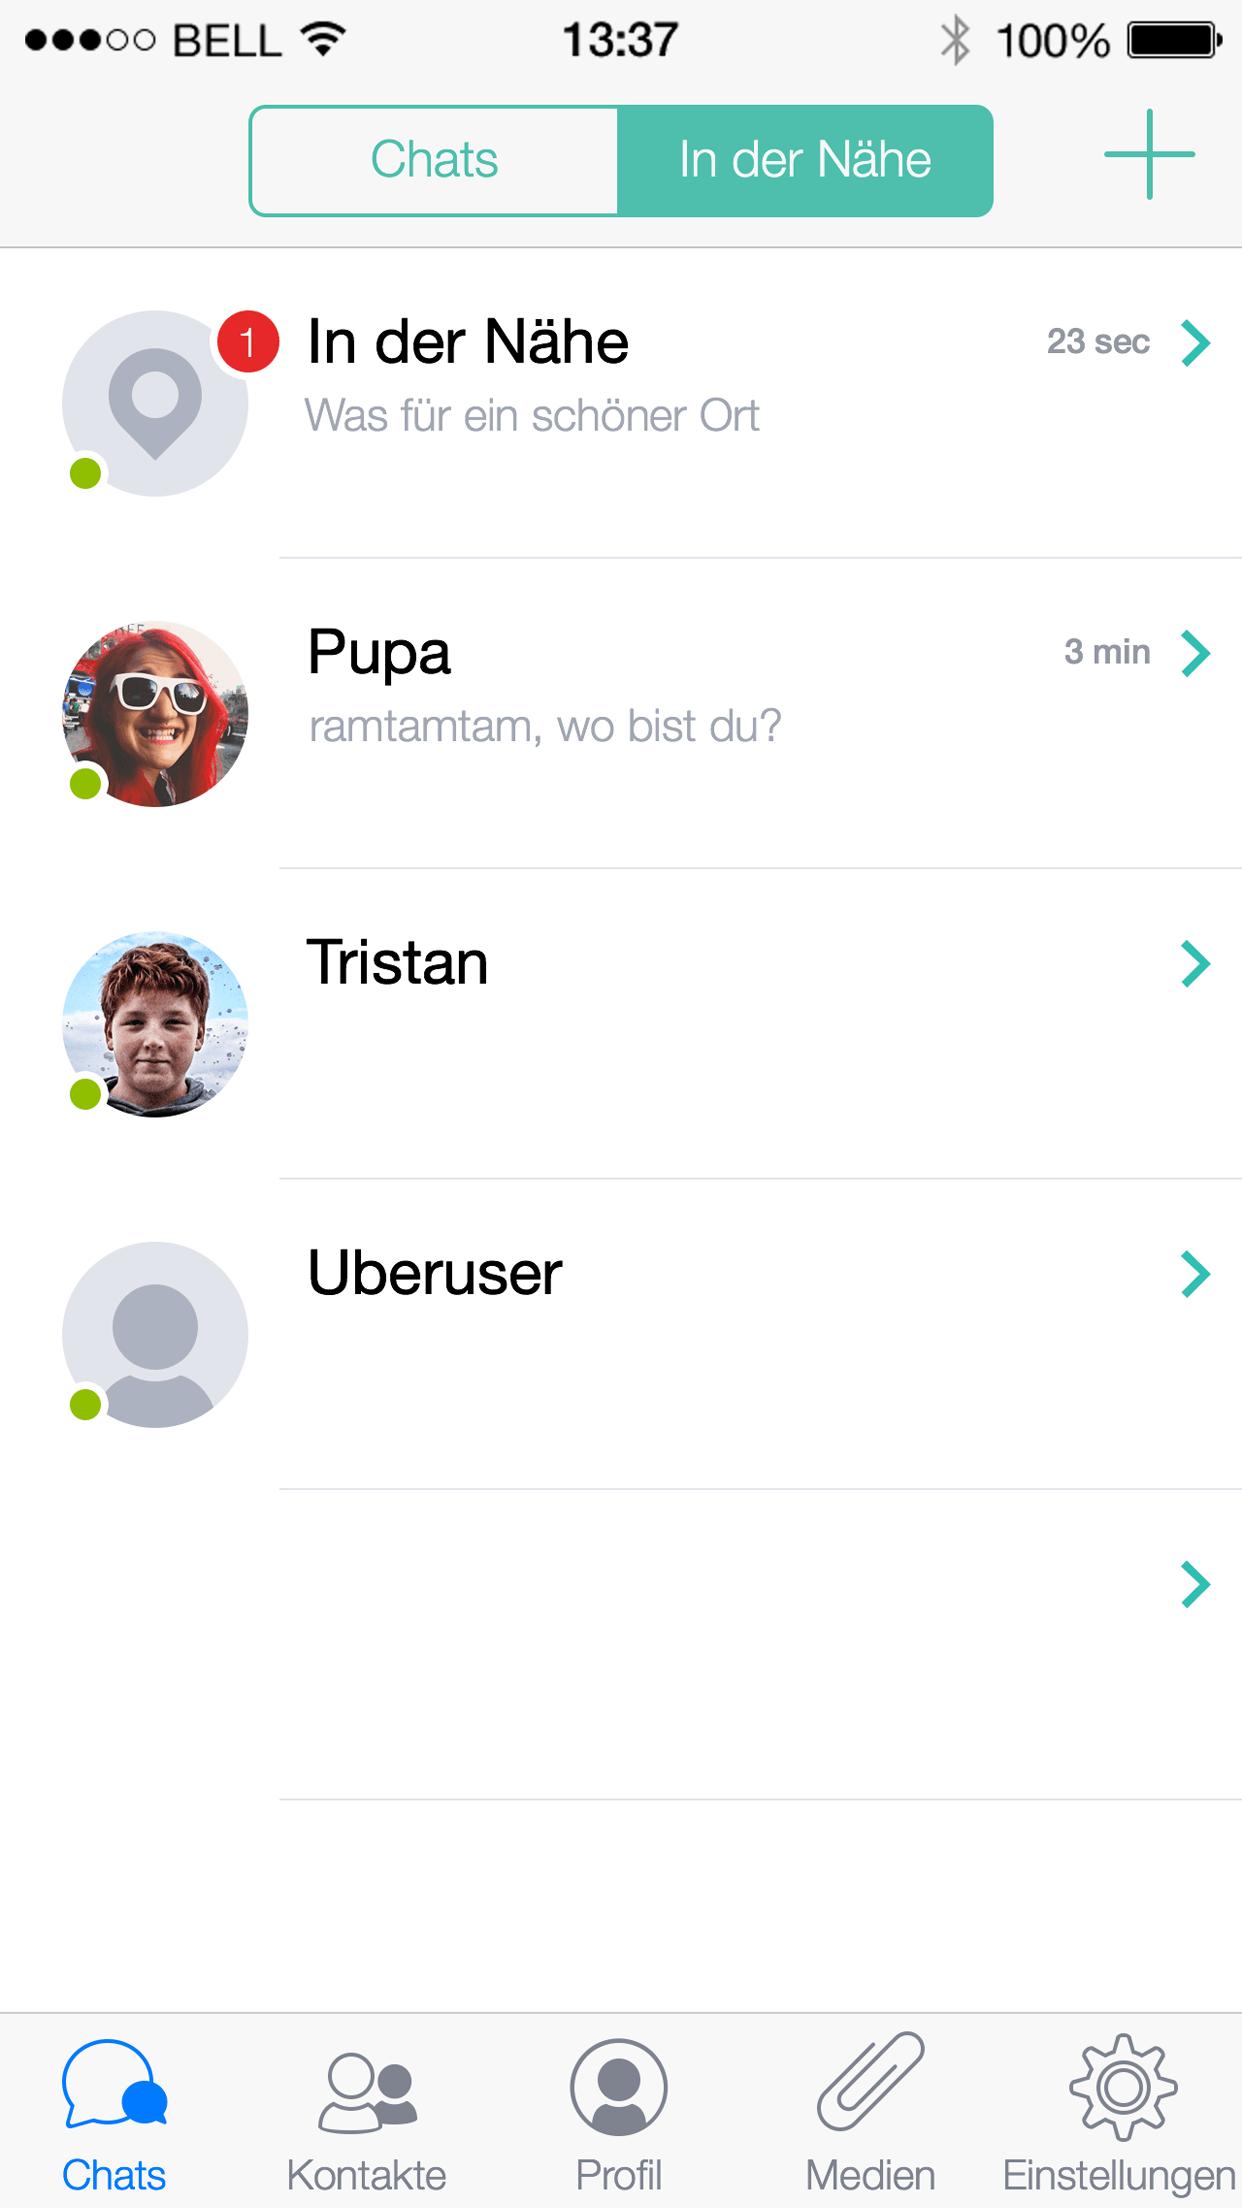 BELL 13:37 100%
Chats In der Nähe
1 In der Nähe 23 sec
Was für ein schöner Ort
Pupa 3 min
ramtamtam, wo bist du?
Tristan
Uberuser
Chats Kontakte Profil Medien Einstellungen